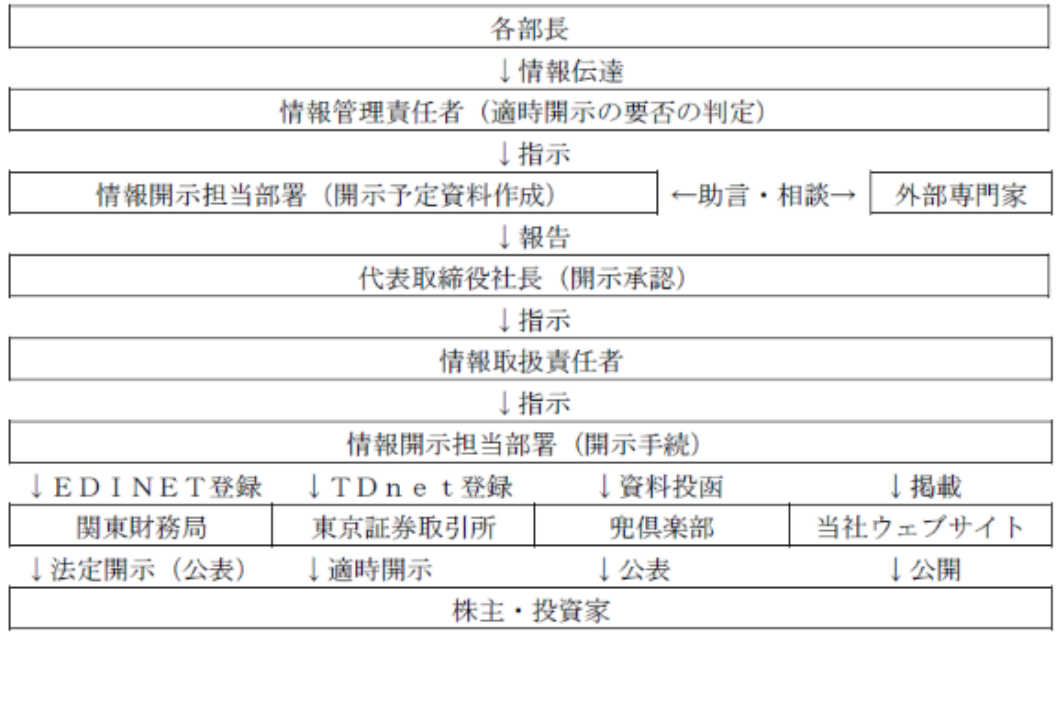 各部長
↓情報伝達
情報管理責任者（適時開示の要否の判定）
↓指示
情報開示担当部署（開示予定資料作成） ←助言・相談→ 外部専門家
↓報告
代表取締役社長（開示承認）
↓指示
情報取扱責任者
↓指示
情報開示担当部署（開示手続）
↓ＥＤＩＮＥＴ登録 ↓ＴＤｎｅｔ登録 ↓資料投函 ↓掲載
関東財務局 東京証券取引所 兜倶楽部 当社ウェブサイト
↓法定開示（公表） ↓適時開示 ↓公表 ↓公開
株主・投資家